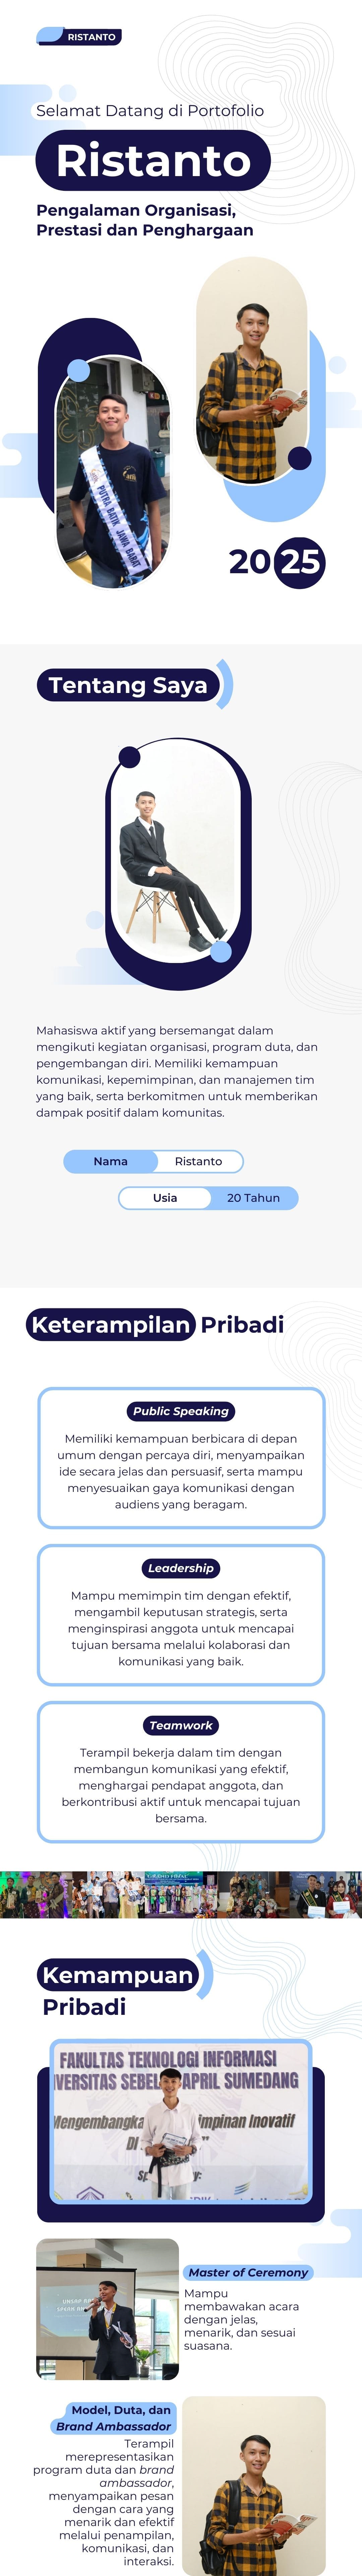 RISTANTO
Selamat Datang di Portofolio
Ristanto
Pengalaman Organisasi,
Prestasi dan Penghargaan
PUTRA BATIK JAWA BARAT
2025
Tentang Saya
Mahasiswa aktif yang bersemangat dalam
mengikuti kegiatan organisasi, program duta, dan
pengembangan diri. Memiliki kemampuan
komunikasi, kepemimpinan, dan manajemen tim
yang baik, serta berkomitmen untuk memberikan
dampak positif dalam komunitas.
Nama Ristanto
Usia 20 Tahun
Keterampilan Pribadi
Public Speaking
Memiliki kemampuan berbicara di depan
umum dengan percaya diri, menyampaikan
ide secara jelas dan persuasif, serta mampu
menyesuaikan gaya komunikasi dengan
audiens yang beragam.
Leadership
Mampu memimpin tim dengan efektif,
mengambil keputusan strategis, serta
menginspirasi anggota untuk mencapai
tujuan bersama melalui kolaborasi dan
komunikasi yang baik.
Teamwork
Terampil bekerja dalam tim dengan
membangun komunikasi yang efektif,
menghargai pendapat anggota, dan
berkontribusi aktif untuk mencapai tujuan
bersama.
Kemampuan
Pribadi
FAKULTAS TEKNOLOGI INFORMASI
VERSITAS SEBEL APRIL SUMEDANG
Mengembangka impinan Inovatif
Master of Ceremony
Mampu
membawakan acara
dengan jelas,
menarik, dan sesuai
suasana.
Model, Duta, dan
Brand Ambassador
Terampil
merepresentasikan
program duta dan brand
ambassador,
menyampaikan pesan
dengan cara yang
menarik dan efektif
melalui penampilan,
komunikasi, dan
interaksi.